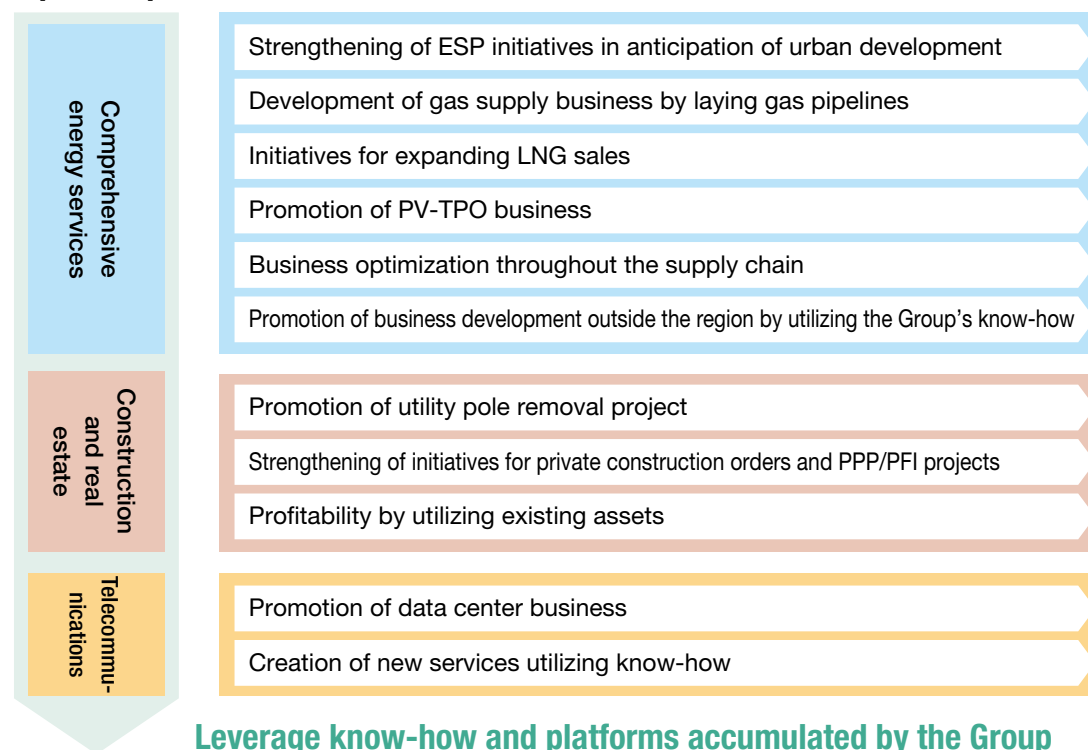 Comprehensive
energy services
Strengthening of ESP initiatives in anticipation of urban development
Development of gas supply business by laying gas pipelines
Initiatives for expanding LNG sales
Promotion of PV-TPO business
Business optimization throughout the supply chain
Promotion of business development outside the region by utilizing the Group's know-how
Construction
and real
estate
Promotion of utility pole removal project
Strengthening of initiatives for private construction orders and PPP/PFI projects
Profitability by utilizing existing assets
Telecommu-
nications
Promotion of data center business
Creation of new services utilizing know-how
Leverage know-how and platforms accumulated by the Group